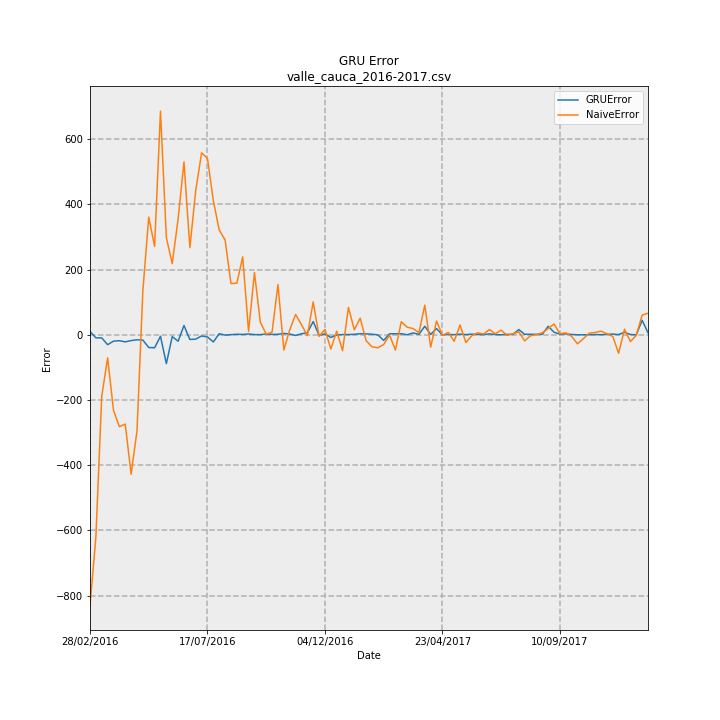 GRU Error
valle_cauca_2016-2017.csv
GRUError
NaiveError
600
400
200
0
−200
−400
−600
−800
Error
28/02/2016
17/07/2016
04/12/2016
23/04/2017
10/09/2017
Date